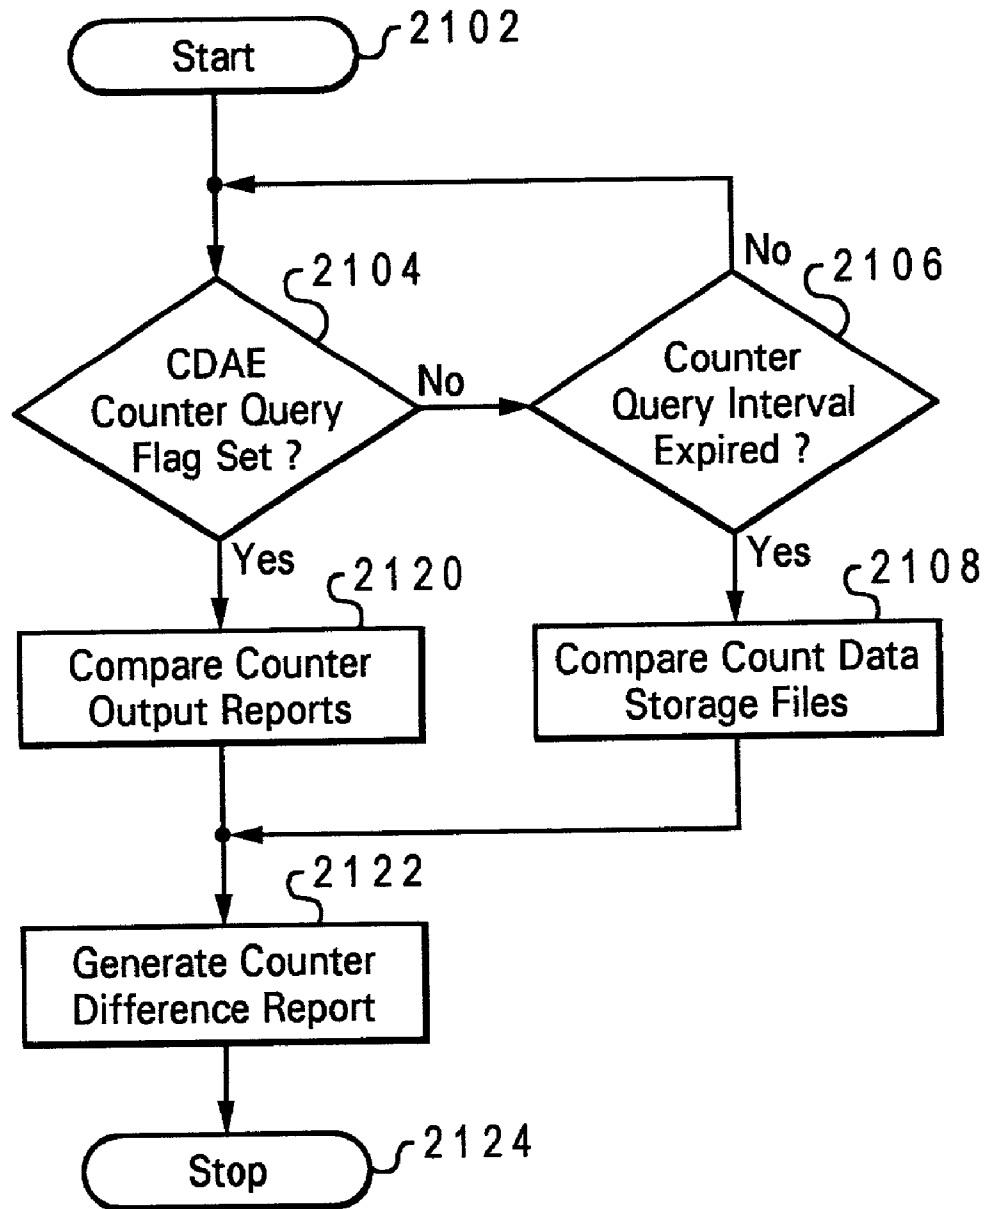 Start
2102
2104
CDAE
Counter Query
Flag Set ?
No
Yes
2106
Counter
Query Interval
Expired ?
No
Yes
2120
Compare Counter
Output Reports
2108
Compare Count Data
Storage Files
2122
Generate Counter
Difference Report
Stop
2124